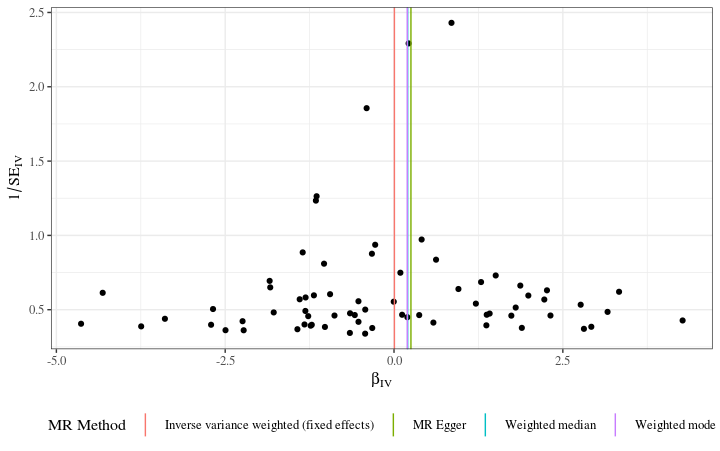 2.5
2.0
1.5
1.0
0.5
1/SE_IV
-5.0 -2.5 0.0 2.5
β_IV
MR Method Inverse variance weighted (fixed effects) MR Egger Weighted median Weighted mode